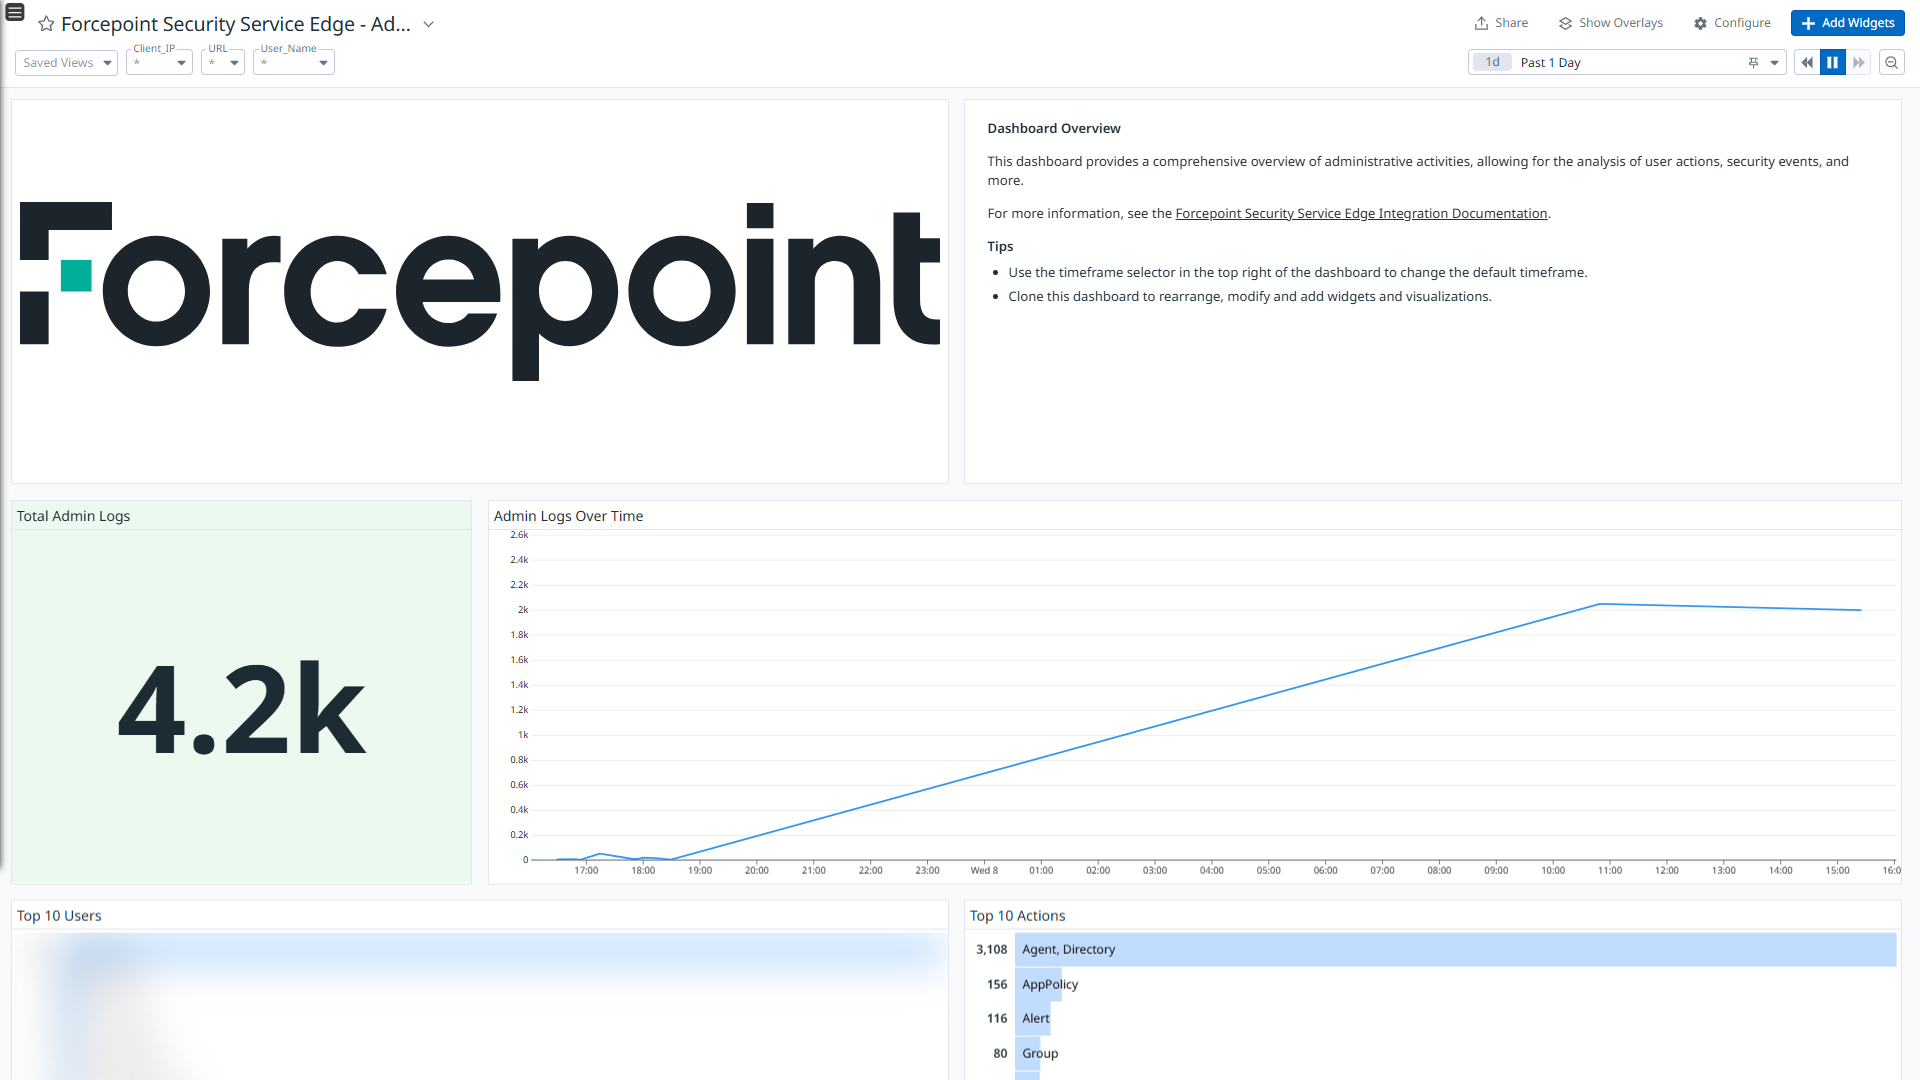 Forcepoint Security Service Edge - Ad...
Share
Show Overlays
Configure
Add Widgets
Saved Views
Client_IP
*
URL
*
User_Name
*
1d
Past 1 Day
Forcepoint
Dashboard Overview
This dashboard provides a comprehensive overview of administrative activities, allowing for the analysis of user actions, security events, and
more.
For more information, see the Forcepoint Security Service Edge Integration Documentation.
Tips
Use the timeframe selector in the top right of the dashboard to change the default timeframe.
Clone this dashboard to rearrange, modify and add widgets and visualizations.
Total Admin Logs
4.2k
Admin Logs Over Time
2.6k
2.4k
2.2k
2k
1.8k
1.6k
1.4k
1.2k
1k
0.8k
0.6k
0.4k
0.2k
0
17:00 18:00 19:00 20:00 21:00 22:00 23:00 Wed 8 01:00 02:00 03:00 04:00 05:00 06:00 07:00 08:00 09:00 10:00 11:00 12:00 13:00 14:00 15:00 16:0
Top 10 Users
Top 10 Actions
3,108 Agent, Directory
156 AppPolicy
116 Alert
80 Group